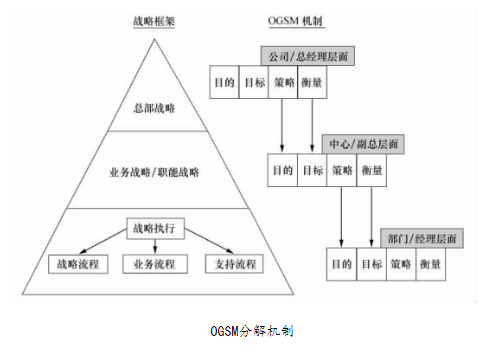 战略框架
OGSM 机制
公司/总经理层面
目的 目标 策略 衡量
总部战略
中心/副总层面
目的 目标 策略 衡量
业务战略/职能战略
战略执行
战略流程 业务流程 支持流程
部门/经理层面
目的 目标 策略 衡量
OGSM分解机制